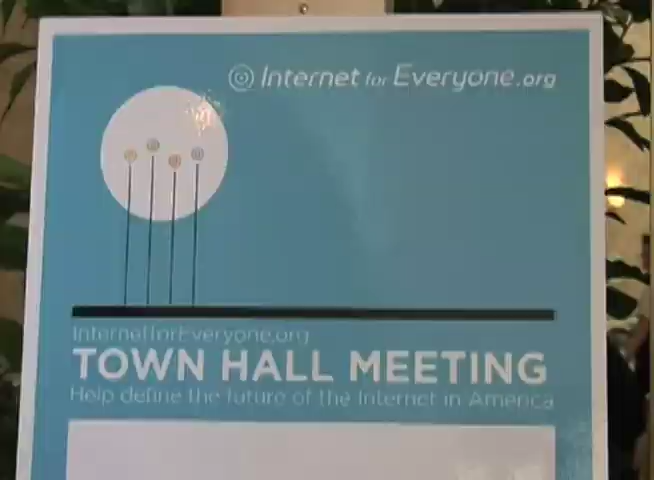 Internet for Everyone.org
InternetforEveryone.org
TOWN HALL MEETING
Help define the future of the Internet in America